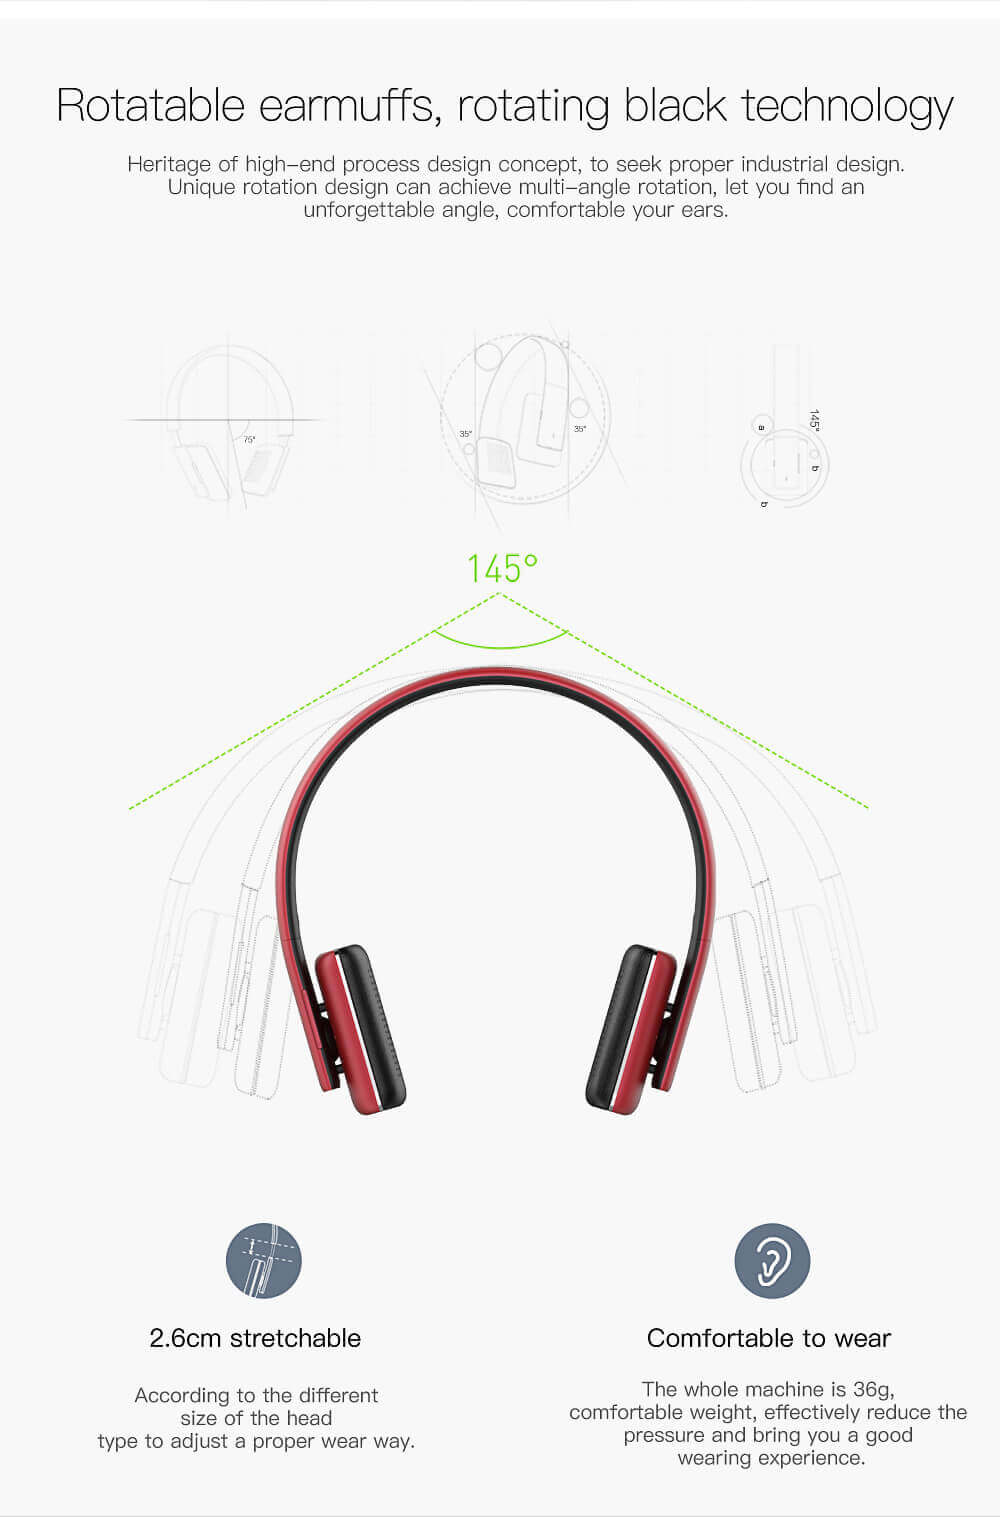 Rotatable earmuffs, rotating black technology
Heritage of high-end process design concept, to seek proper industrial design.
Unique rotation design can achieve multi-angle rotation, let you find an
unforgettable angle, comfortable your ears.
75°
35°
35°
145°
a
b
b
145°
2.6cm stretchable
According to the different
size of the head
type to adjust a proper wear way.
Comfortable to wear
The whole machine is 36g,
comfortable weight, effectively reduce the
pressure and bring you a good
wearing experience.